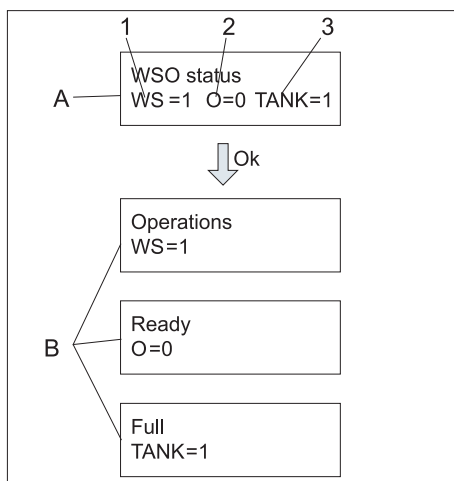 1 2 3
WSO status
A WS =1 O=0 TANK=1
Ok
Operations
WS=1
Ready
B O=0
Full
TANK=1